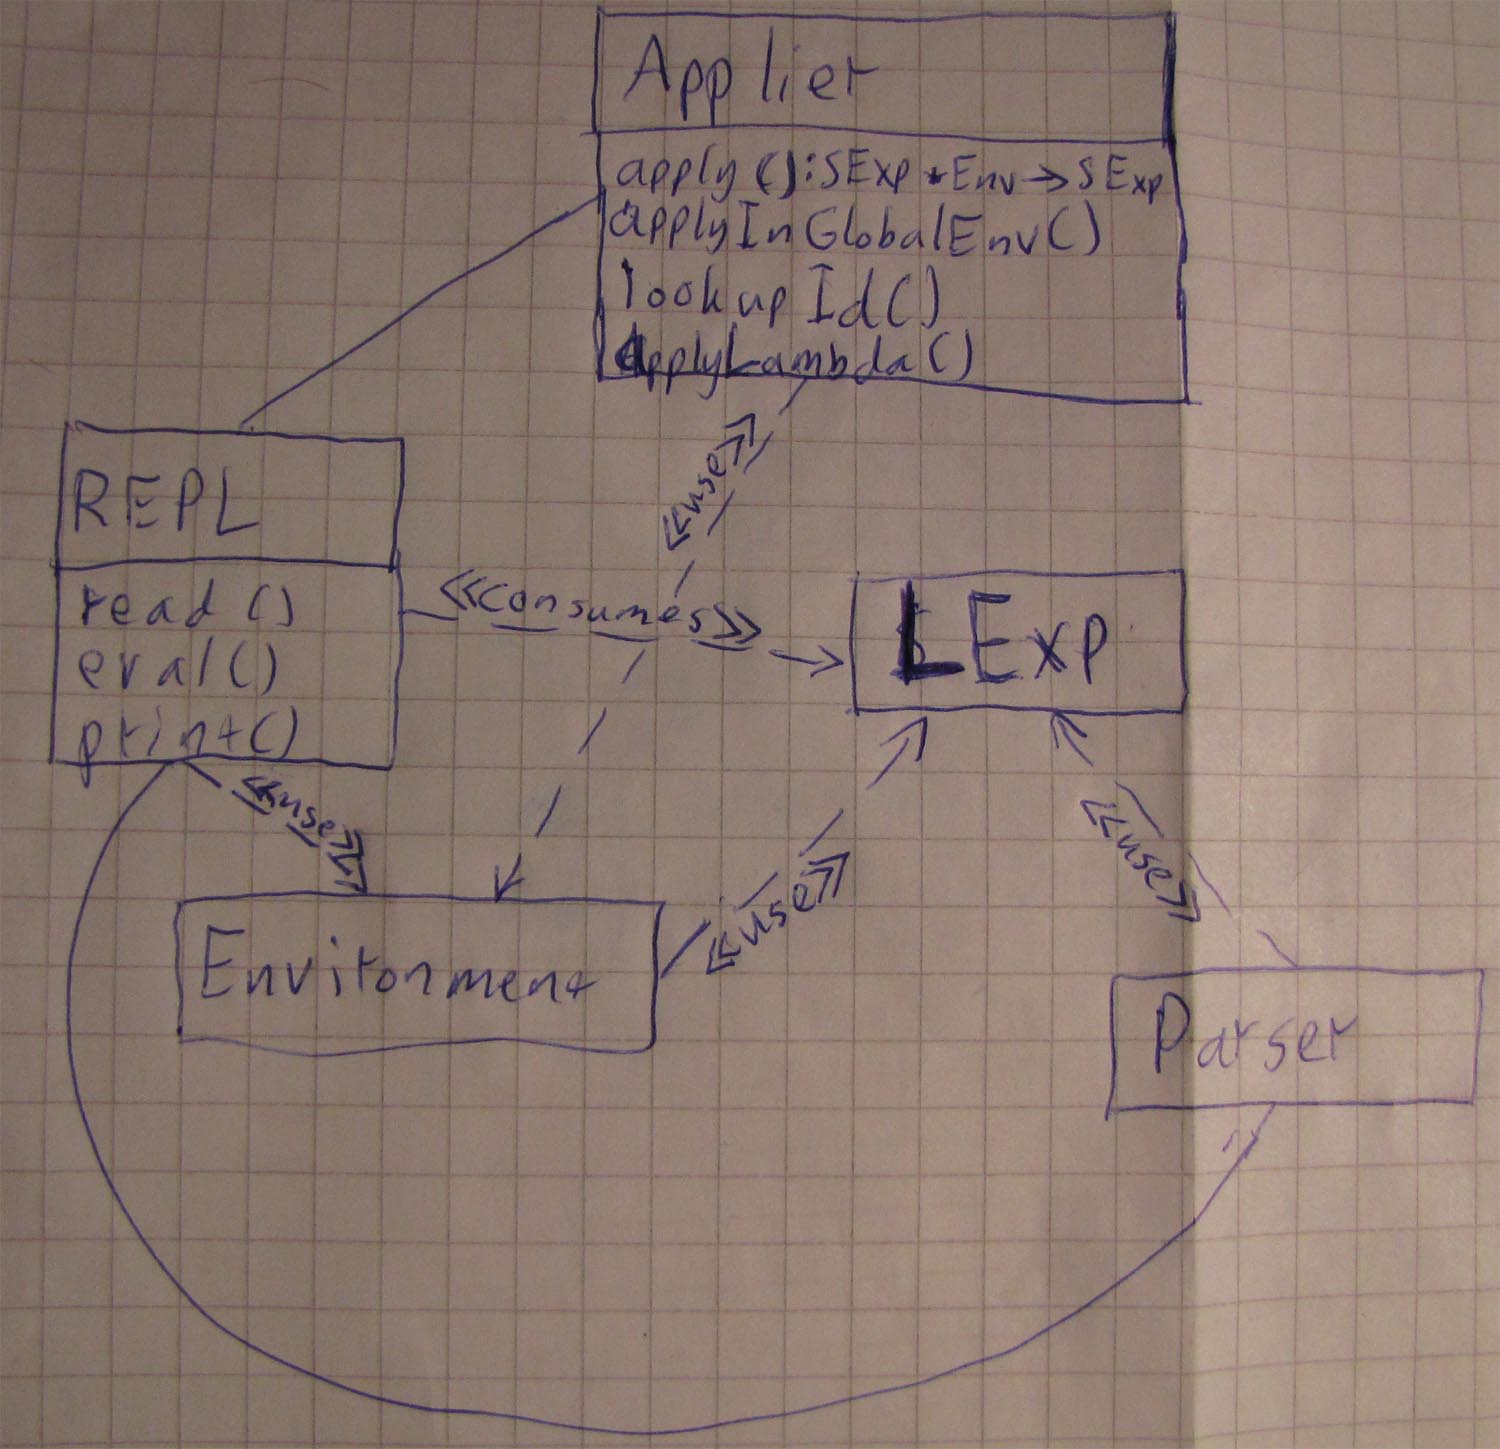 Applier
apply():SExp*Env->SExp
applyInGlobalEnv()
lookupId()
applyLambda()
<<use>>
REPL
read()
eval()
print()
<<consumes>>
LExp
<<use>>
<<use>>
<<use>>
Environment
Parser